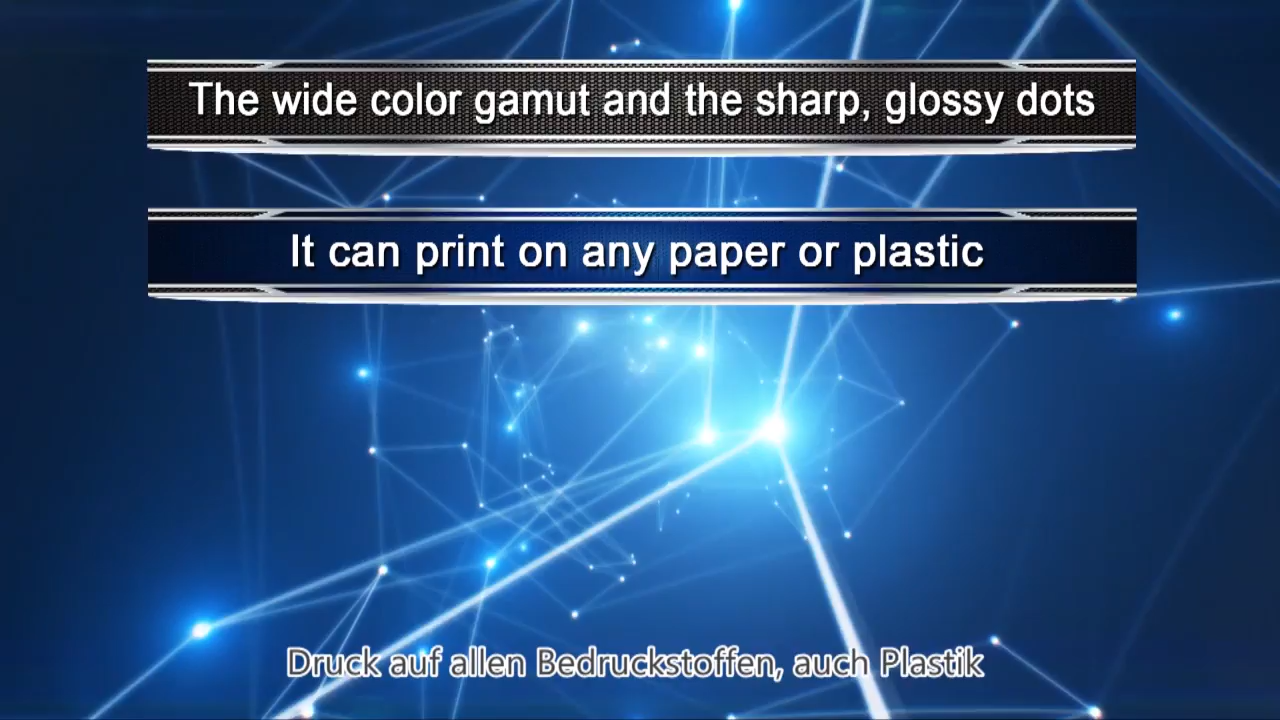 The wide color gamut and the sharp, glossy dots
It can print on any paper or plastic
Druck auf allen Bedruckstoffen, auch Plastik